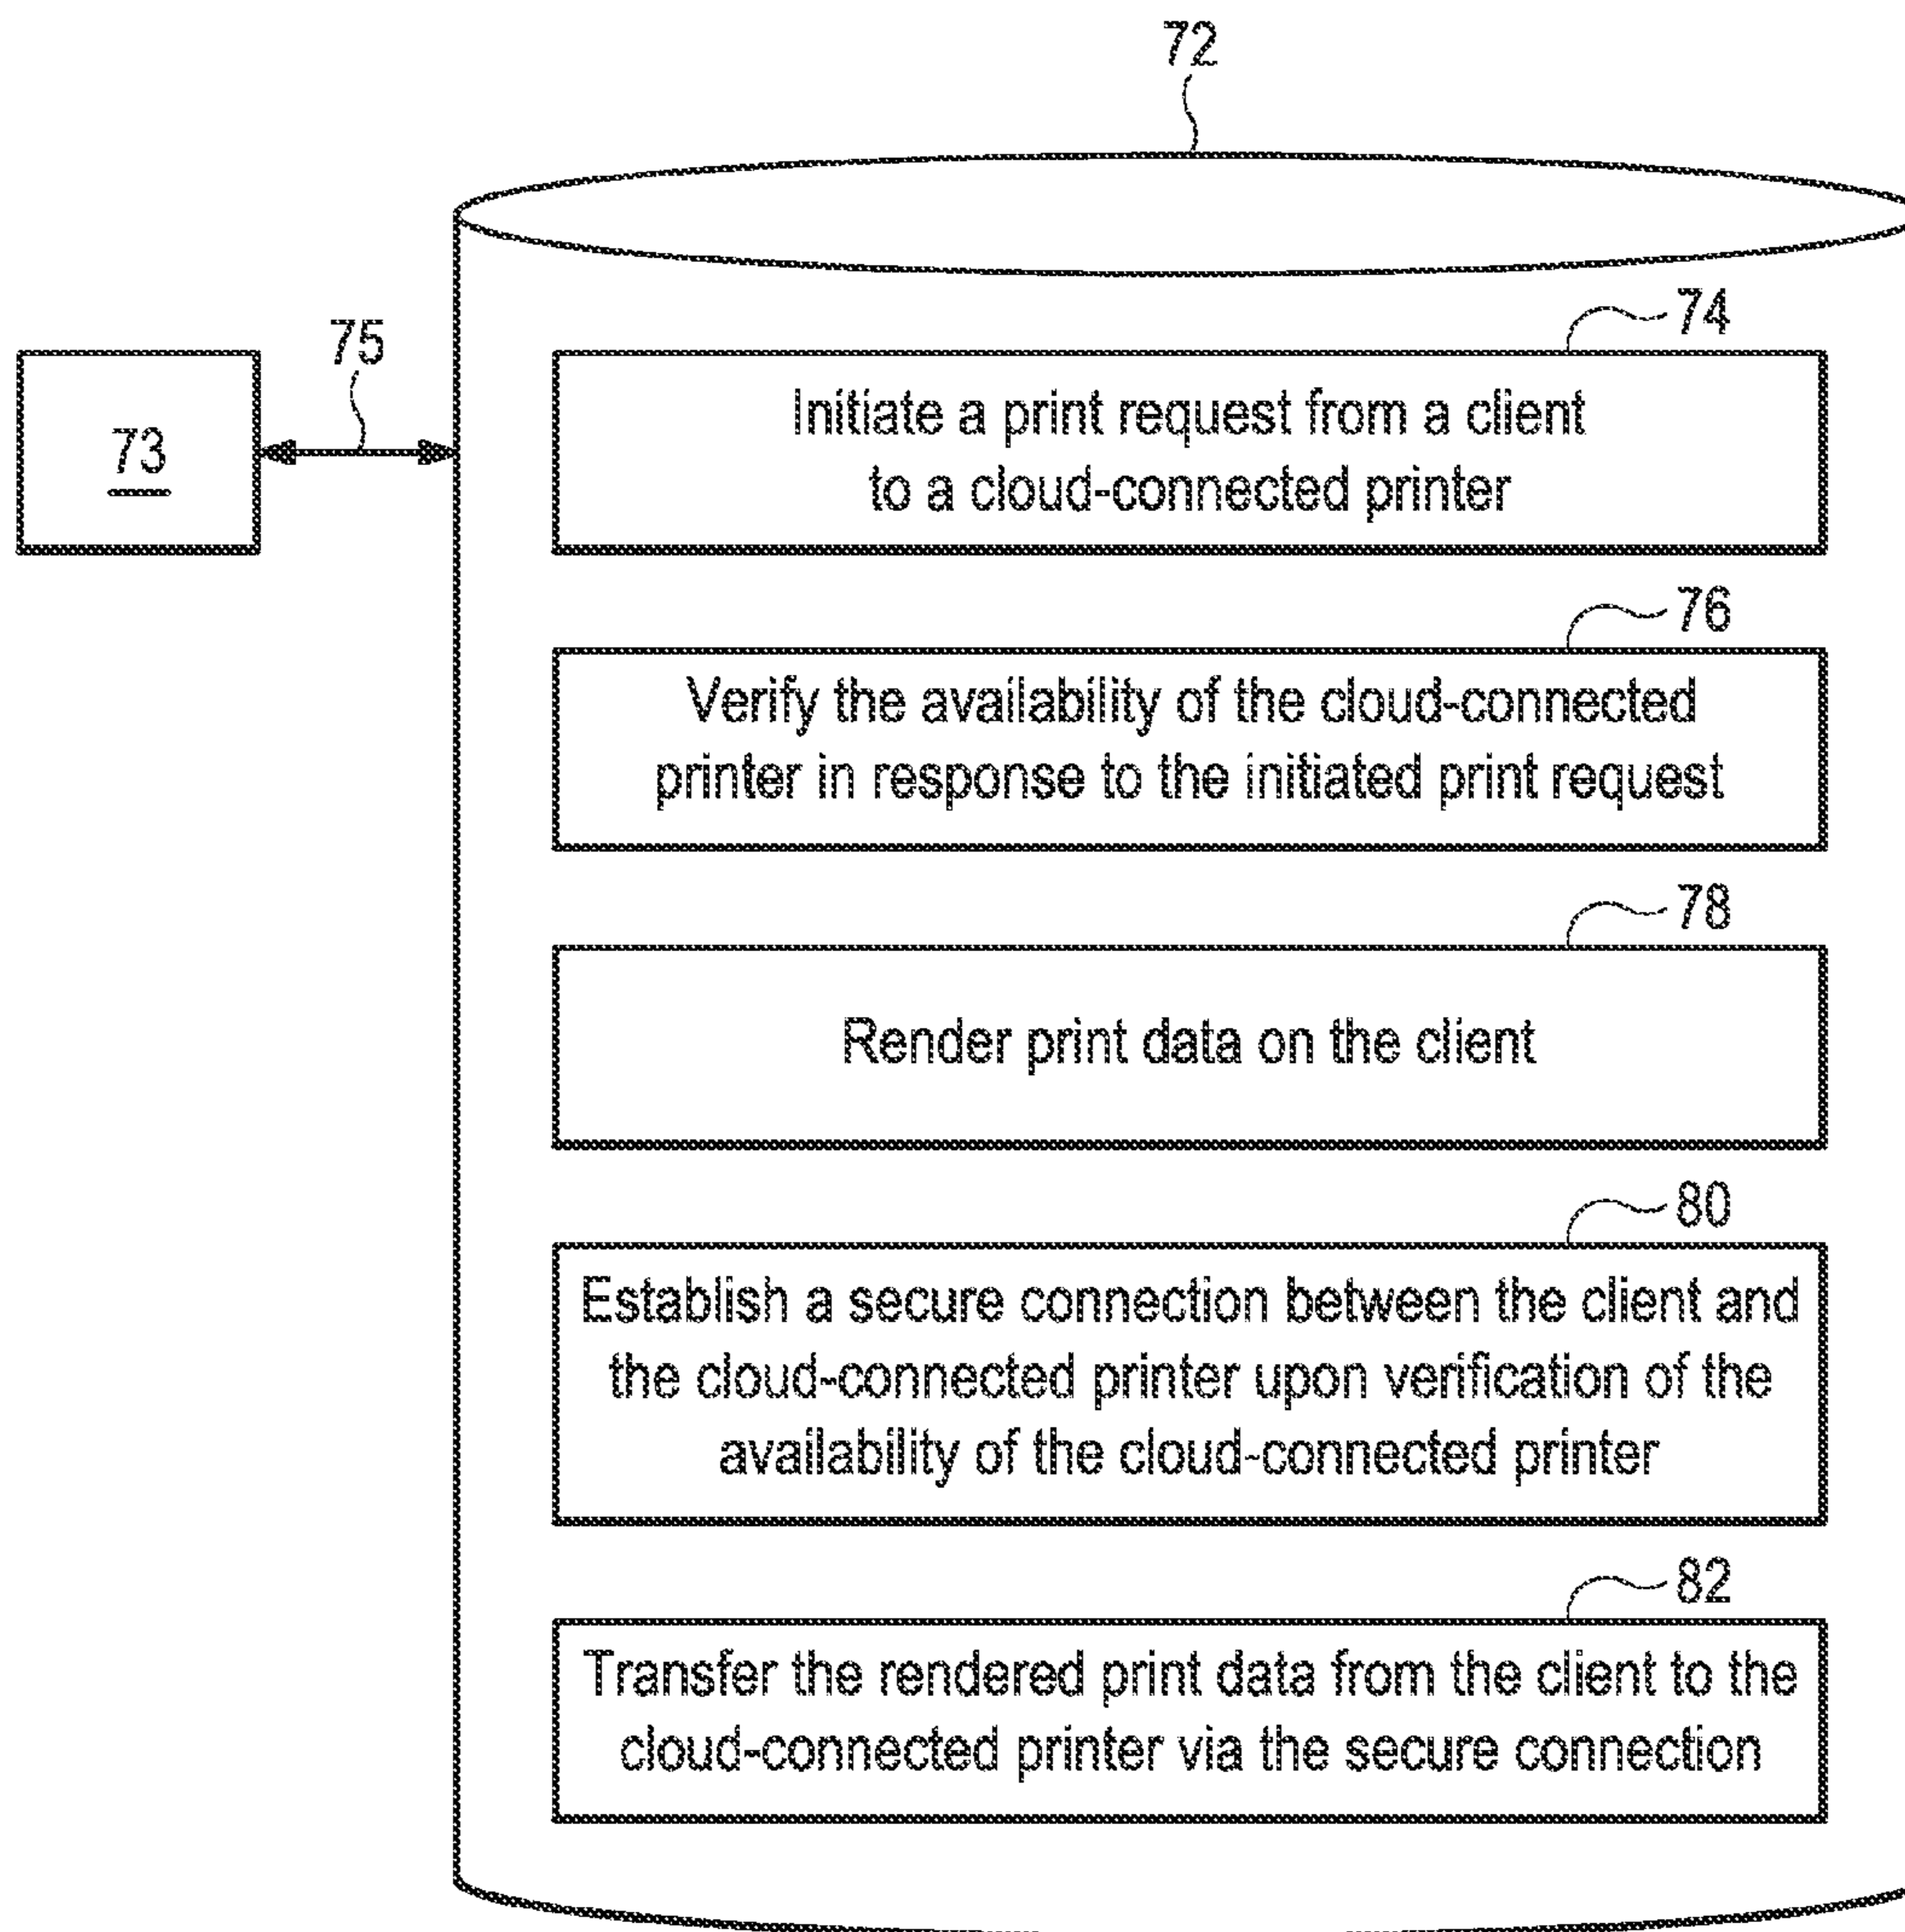 72
74
75
73
Initiate a print request from a client
to a cloud-connected printer
76
Verify the availability of the cloud-connected
printer in response to the initiated print request
78
Render print data on the client
80
Establish a secure connection between the client and
the cloud-connected printer upon verification of the
availability of the cloud-connected printer
82
Transfer the rendered print data from the client to the
cloud-connected printer via the secure connection